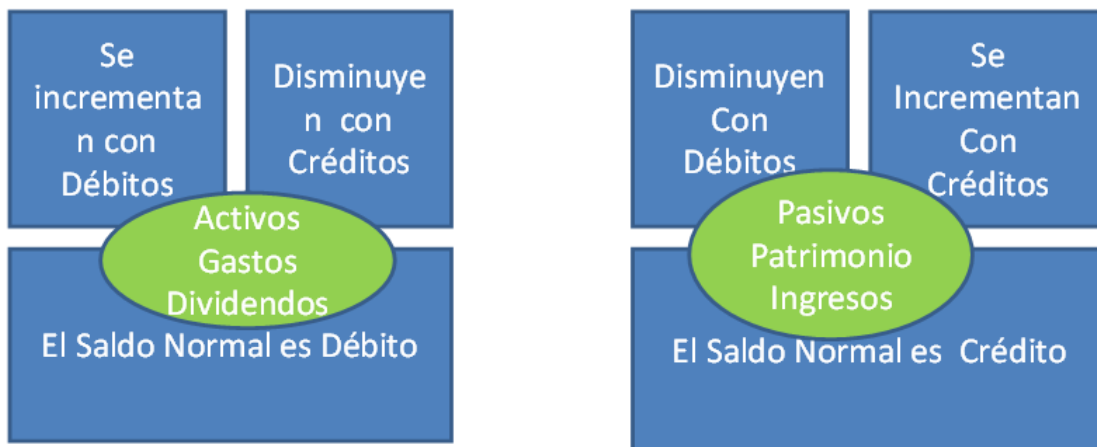 Se
incrementa
n con
Débitos
Disminuye
n con
Créditos
Activos
Gastos
Dividendos
El Saldo Normal es Débito
Disminuyen
Con
Débitos
Se
Incrementan
Con
Créditos
Pasivos
Patrimonio
Ingresos
El Saldo Normal es Crédito